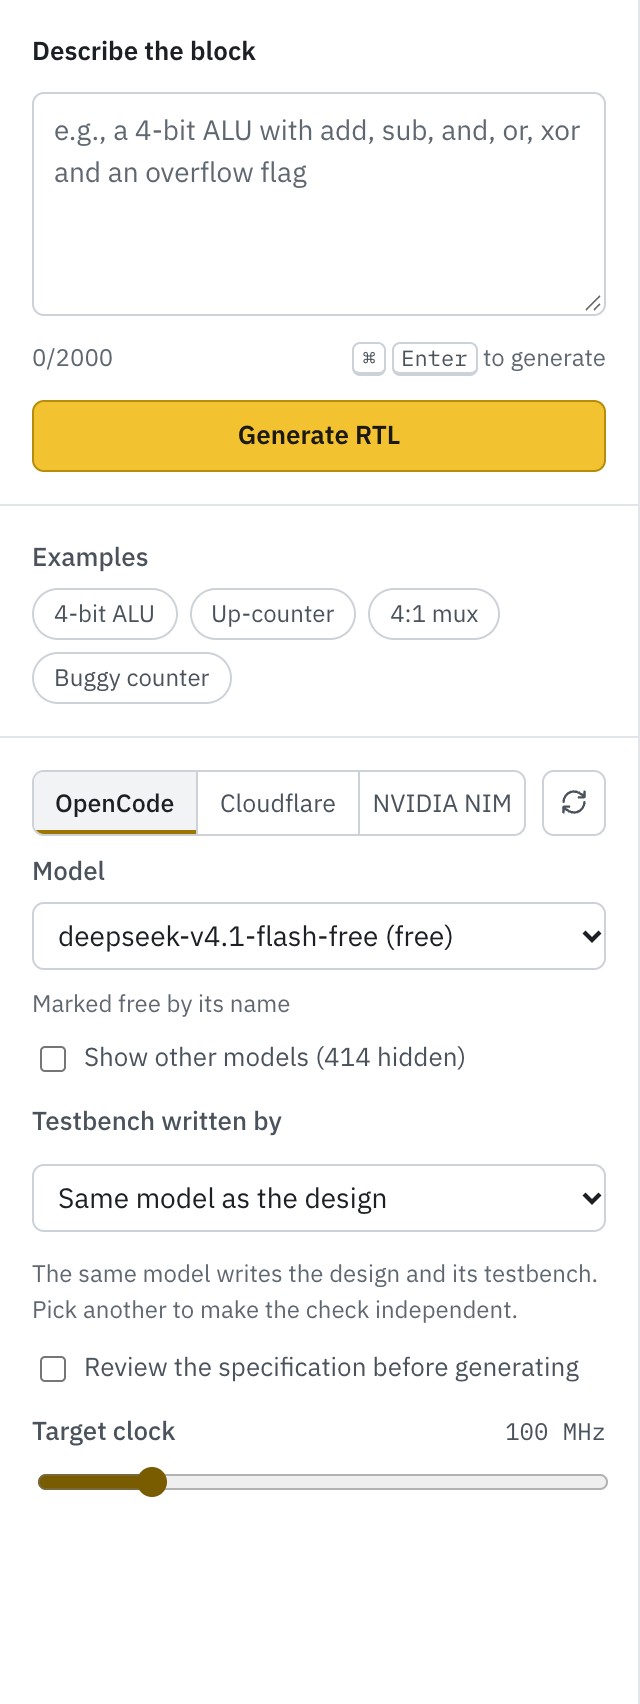 Describe the block
e.g., a 4-bit ALU with add, sub, and, or, xor
and an overflow flag
0/2000
⌘ Enter to generate
Generate RTL
Examples
4-bit ALU
Up-counter
4:1 mux
Buggy counter
OpenCode
Cloudflare
NVIDIA NIM
Model
deepseek-v4.1-flash-free (free)
Marked free by its name
Show other models (414 hidden)
Testbench written by
Same model as the design
The same model writes the design and its testbench.
Pick another to make the check independent.
Review the specification before generating
Target clock
100 MHz